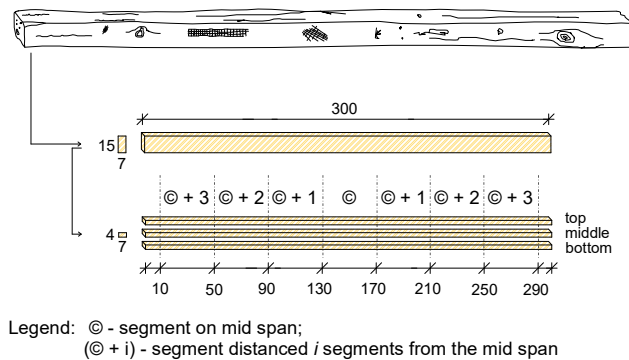 300
15
7
© + 3 © + 2 © + 1 © © + 1 © + 2 © + 3
top
4 middle
7 bottom
10 50 90 130 170 210 250 290
Legend: © - segment on mid span;
(© + i) - segment distanced i segments from the mid span